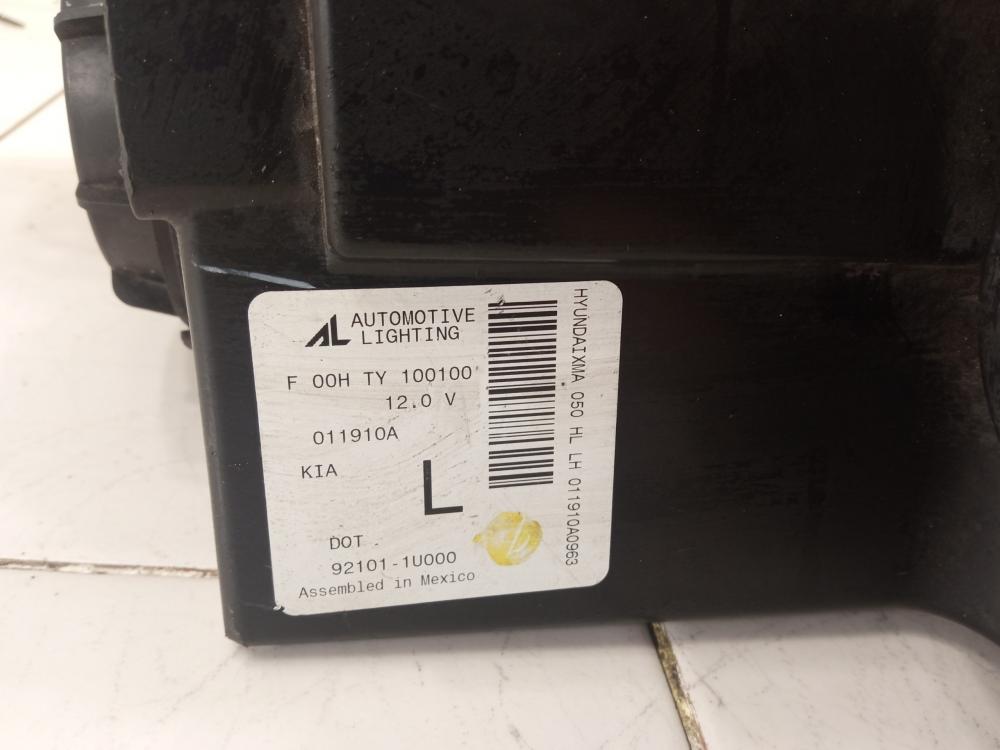 AL AUTOMOTIVE
LIGHTING
F 00H TY 100100
12.0 V
011910A
KIA
L
DOT
92101-1U000
Assembled in Mexico
HYUNDAIXMA 050 HL LH 011910A0963